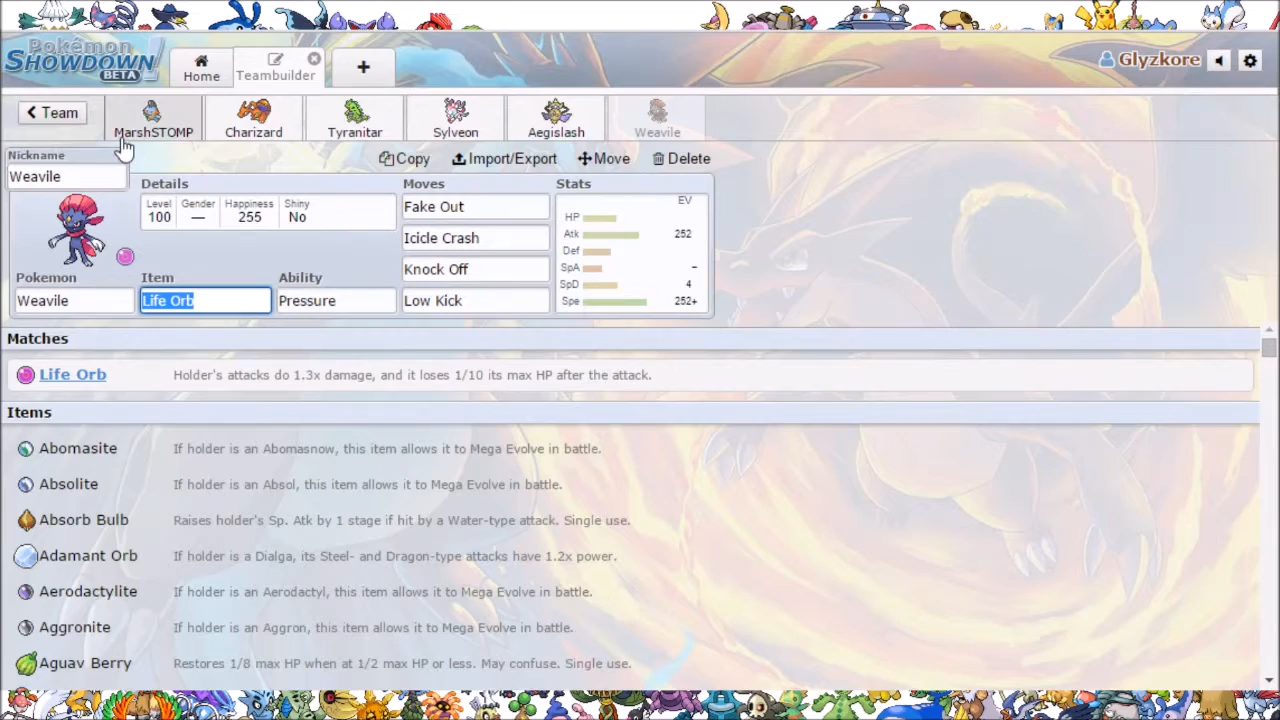 Pokémon
SHOWDOWN!
BETA
Home
Teambuilder
+
Glyzkore
Team
MarshSTOMP
Charizard
Tyranitar
Sylveon
Aegislash
Weavile
Nickname
Weavile
Copy
Import/Export
Move
Delete
Details
Level Gender Happiness Shiny
100 — 255 No
Pokemon
Weavile
Item
Life Orb
Ability
Pressure
Moves
Fake Out
Icicle Crash
Knock Off
Low Kick
Stats
EV
HP
Atk 252
Def
SpA –
SpD 4
Spe 252+
Matches
Life Orb Holder's attacks do 1.3x damage, and it loses 1/10 its max HP after the attack.
Items
Abomasite If holder is an Abomasnow, this item allows it to Mega Evolve in battle.
Absolite If holder is an Absol, this item allows it to Mega Evolve in battle.
Absorb Bulb Raises holder's Sp. Atk by 1 stage if hit by a Water-type attack. Single use.
Adamant Orb If holder is a Dialga, its Steel- and Dragon-type attacks have 1.2x power.
Aerodactylite If holder is an Aerodactyl, this item allows it to Mega Evolve in battle.
Aggronite If holder is an Aggron, this item allows it to Mega Evolve in battle.
Aguav Berry Restores 1/8 max HP when at 1/2 max HP or less. May confuse. Single use.